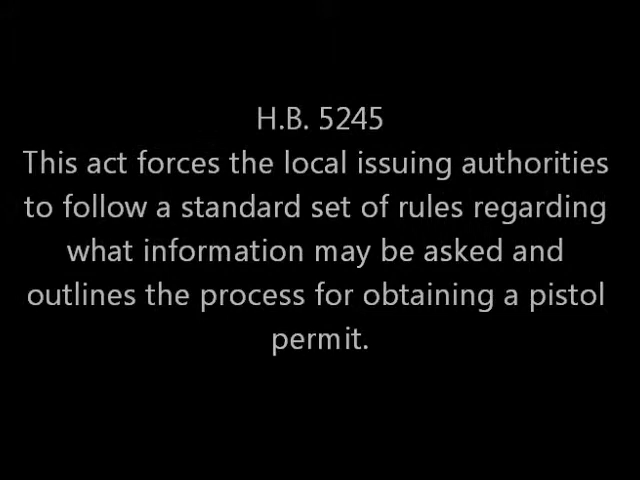 H.B. 5245
This act forces the local issuing authorities
to follow a standard set of rules regarding
what information may be asked and
outlines the process for obtaining a pistol
permit.